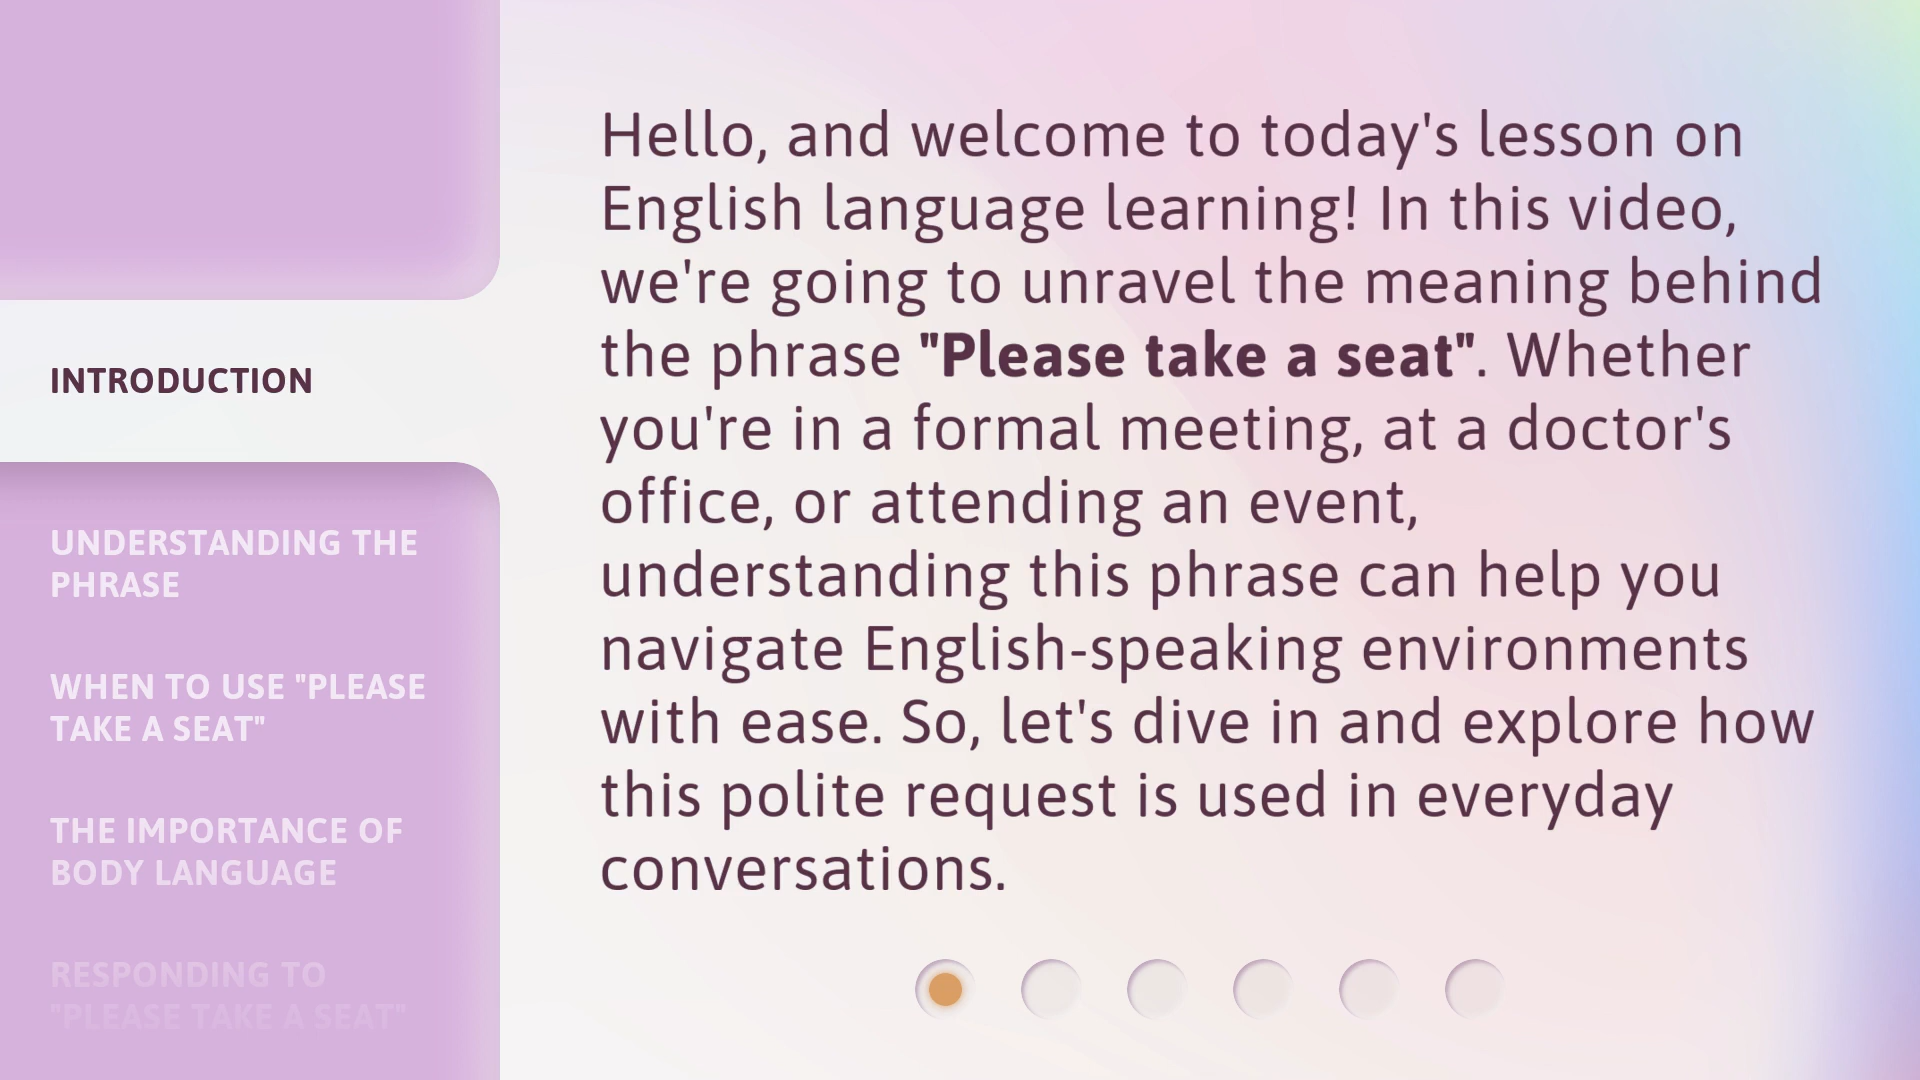 INTRODUCTION
UNDERSTANDING THE
PHRASE
WHEN TO USE "PLEASE
TAKE A SEAT"
THE IMPORTANCE OF
BODY LANGUAGE
RESPONDING TO
"PLEASE TAKE A SEAT"
Hello, and welcome to today's lesson on
English language learning! In this video,
we're going to unravel the meaning behind
the phrase "Please take a seat". Whether
you're in a formal meeting, at a doctor's
office, or attending an event,
understanding this phrase can help you
navigate English-speaking environments
with ease. So, let's dive in and explore how
this polite request is used in everyday
conversations.